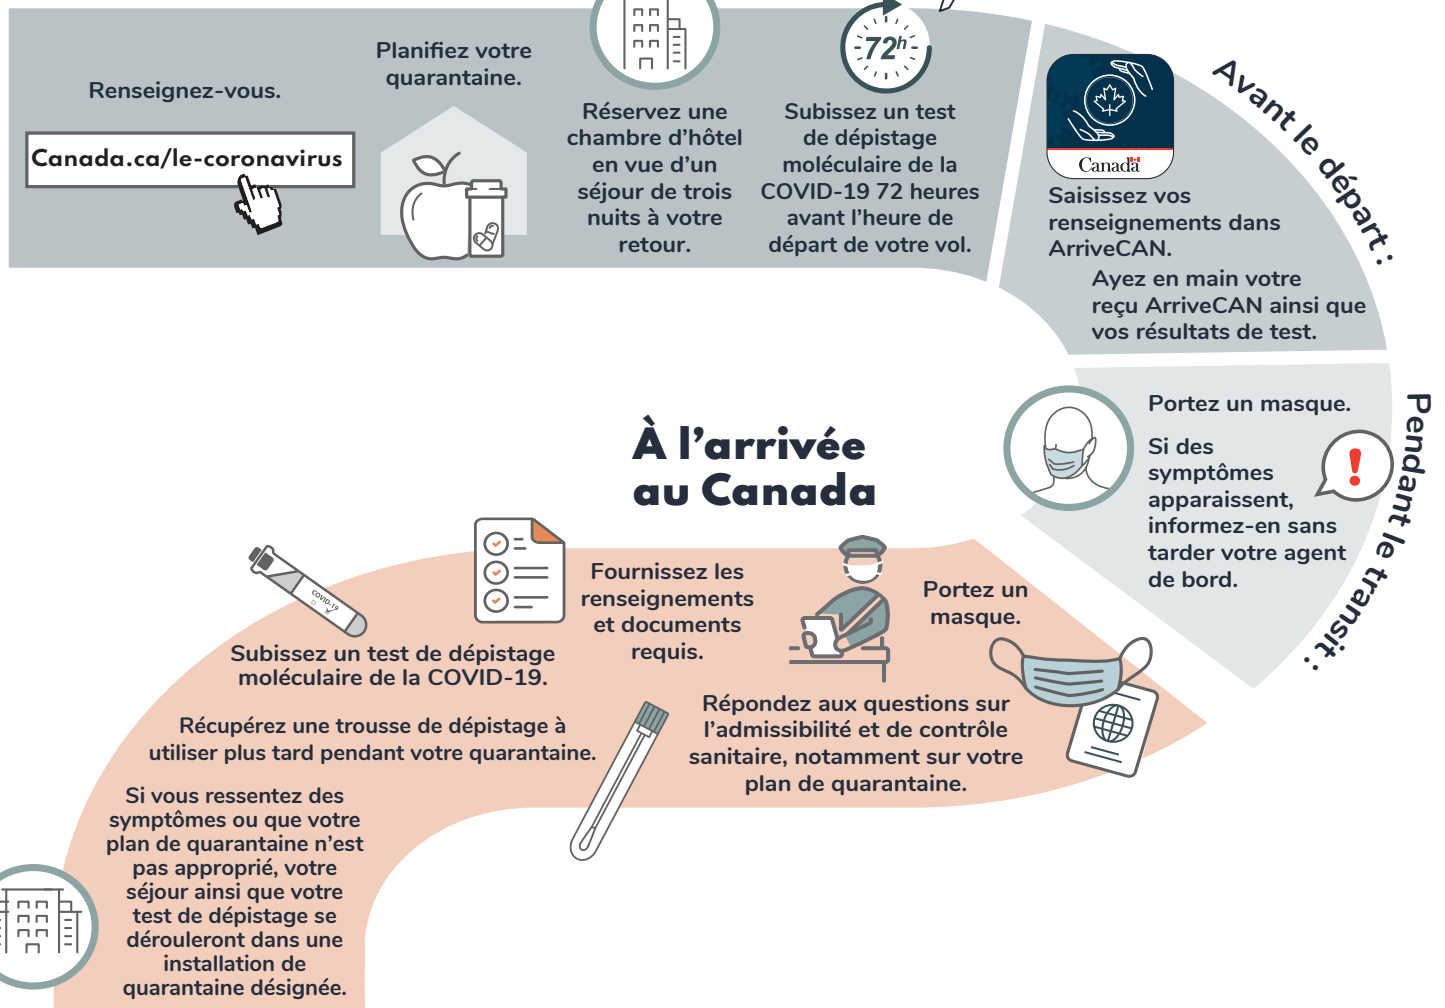 Renseignez-vous.
Canada.ca/le-coronavirus
Planifiez votre
quarantaine.
Réservez une
chambre d'hôtel
en vue d'un
séjour de trois
nuits à votre
retour.
72h
Subissez un test
de dépistage
moléculaire de la
COVID-19 72 heures
avant l'heure de
départ de votre vol.
Avant le départ :
Canada
Saisissez vos
renseignements dans
ArriveCAN.
Ayez en main votre
reçu ArriveCAN ainsi que
vos résultats de test.
Pendant le transit :
Portez un masque.
Si des
symptômes
apparaissent,
informez-en sans
tarder votre agent
de bord.
!
À l'arrivée
au Canada
Portez un
masque.
Répondez aux questions sur
l'admissibilité et de contrôle
sanitaire, notamment sur votre
plan de quarantaine.
Fournissez les
renseignements
et documents
requis.
COVID-19
Subissez un test de dépistage
moléculaire de la COVID-19.
Récupérez une trousse de dépistage à
utiliser plus tard pendant votre quarantaine.
Si vous ressentez des
symptômes ou que votre
plan de quarantaine n'est
pas approprié, votre
séjour ainsi que votre
test de dépistage se
dérouleront dans une
installation de
quarantaine désignée.